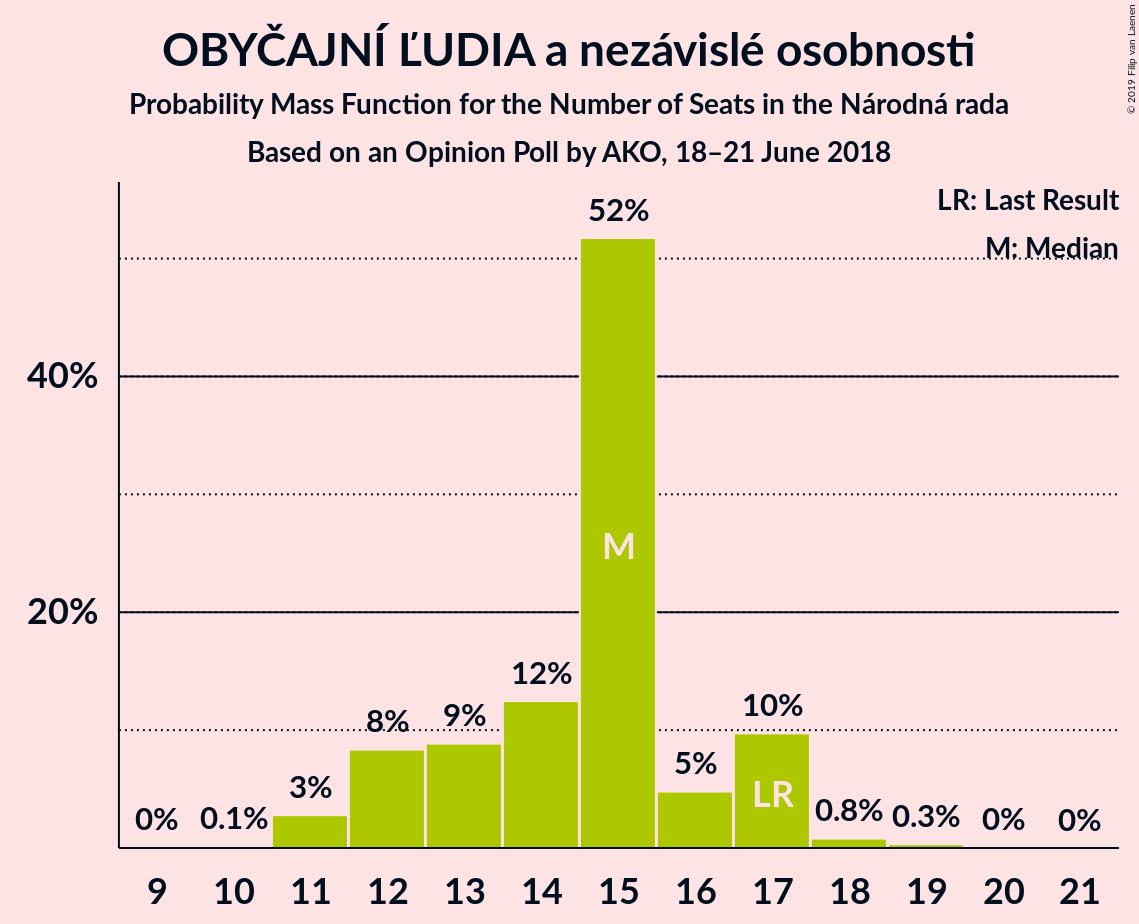 OBYČAJNÍ ĽUDIA a nezávislé osobnosti
Probability Mass Function for the Number of Seats in the Národná rada
Based on an Opinion Poll by AKO, 18–21 June 2018
© 2019 Filip van Laenen
LR: Last Result
M: Median
52%
40%
M
20%
12%
10%
9%
8%
5%
3%
LR
0.8%
0.3%
0.1%
0%
0%
0%
9 10 11 12 13 14 15 16 17 18 19 20 21